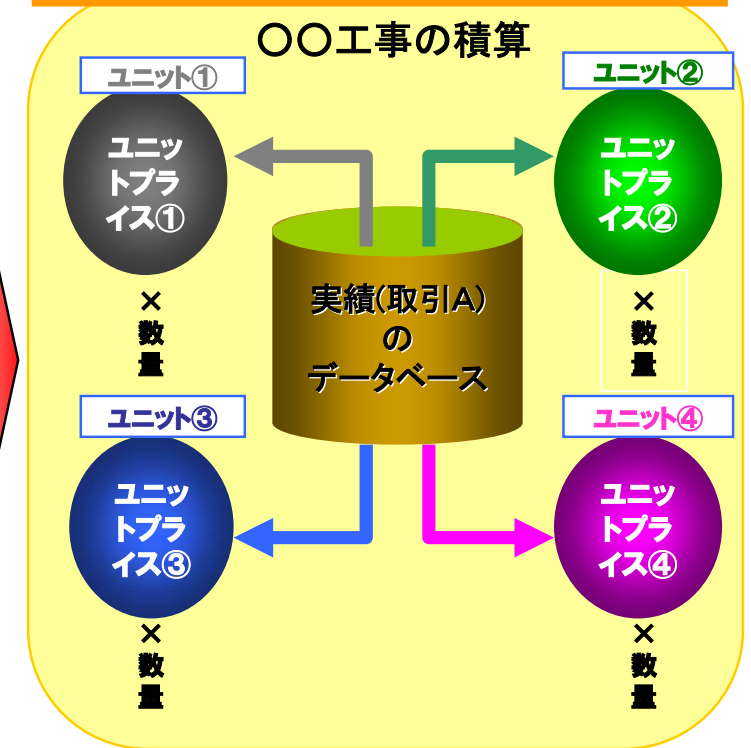 〇〇工事の積算
ユニット①
ユニット②
ユニッ
トプラ
イス①
ユニッ
トプラ
イス②
×
数
量
実績(取引A)
の
データベース
×
数
量
ユニット③
ユニット④
ユニッ
トプラ
イス③
ユニッ
トプラ
イス④
×
数
量
×
数
量